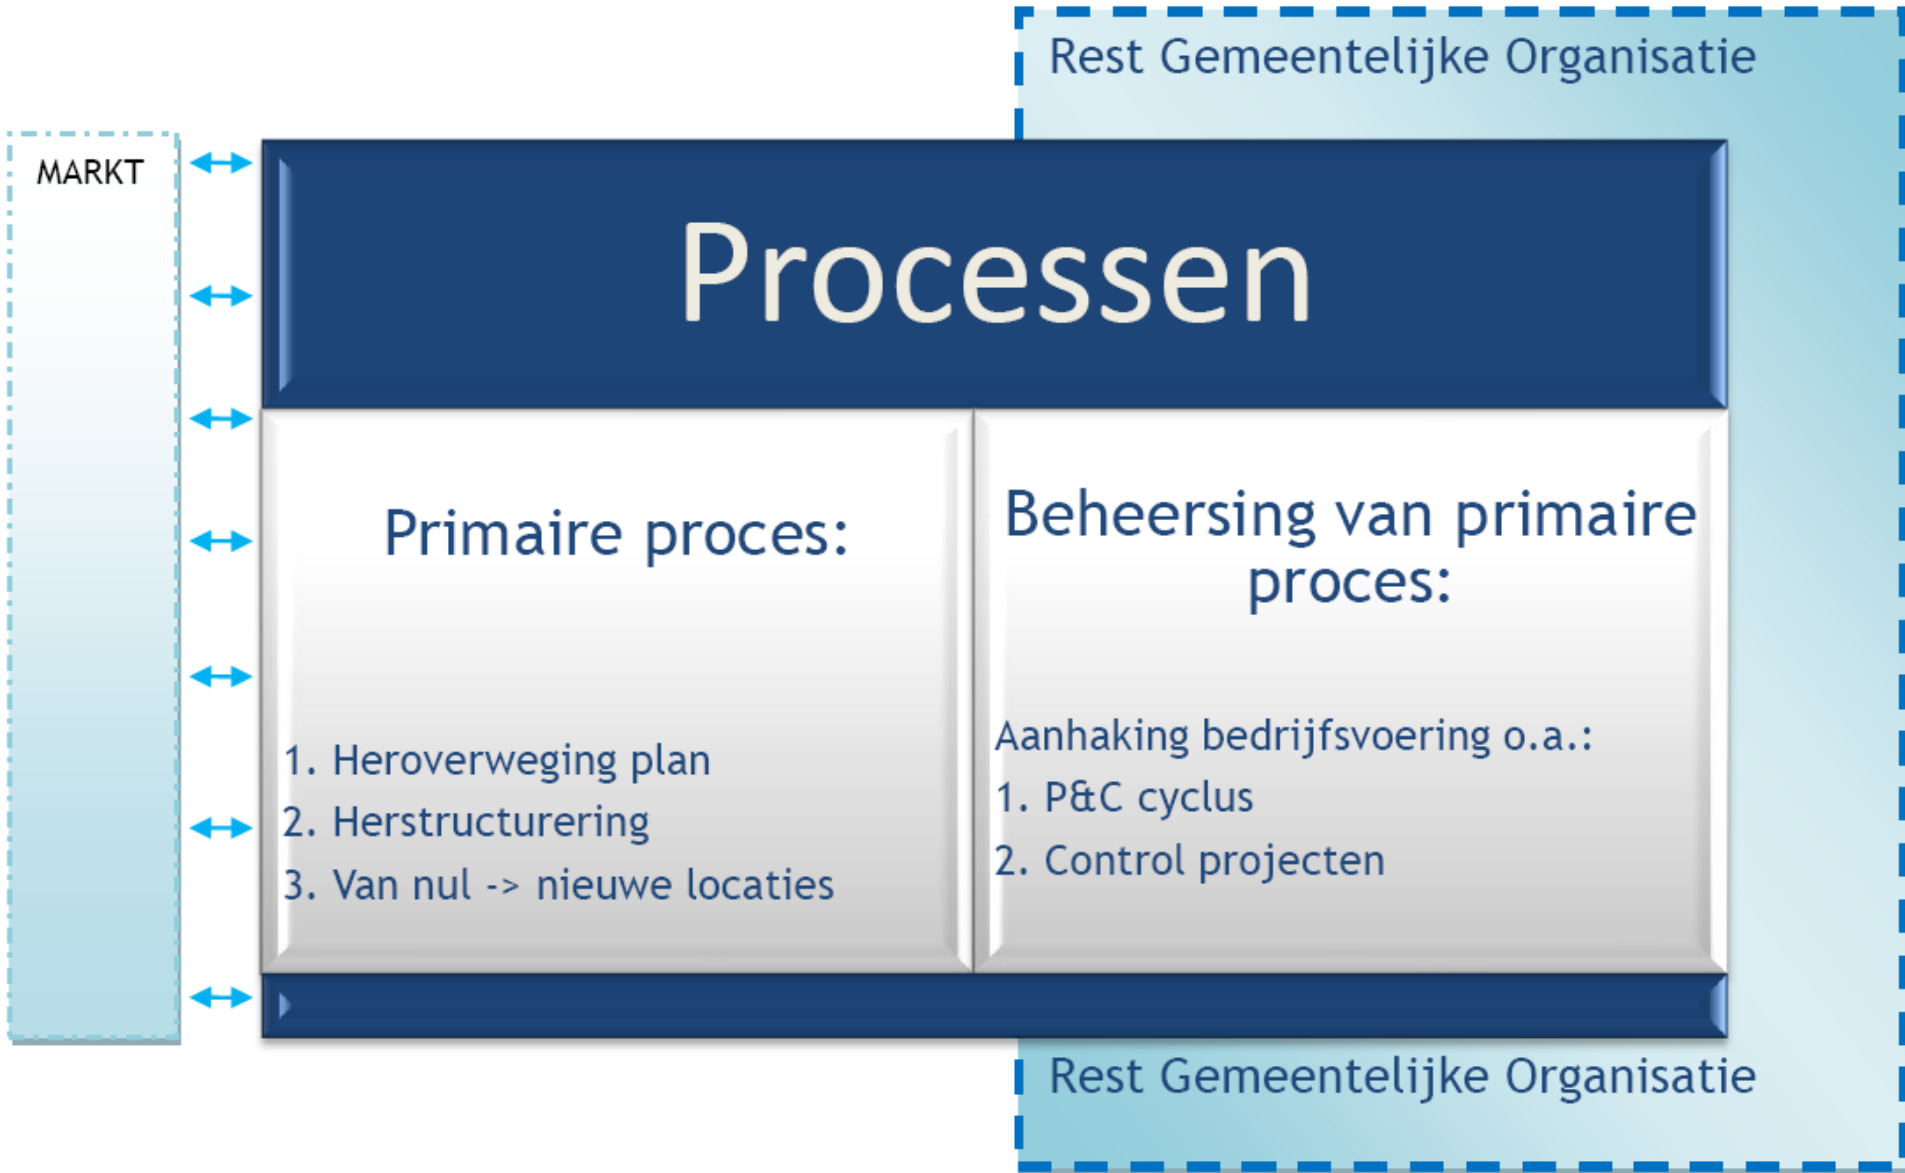 Rest Gemeentelijke Organisatie
MARKT
Processen
Primaire proces:
1. Heroverweging plan
2. Herstructurering
3. Van nul -> nieuwe locaties
Beheersing van primaire
proces:
Aanhaking bedrijfsvoering o.a.:
1. P&C cyclus
2. Control projecten
Rest Gemeentelijke Organisatie